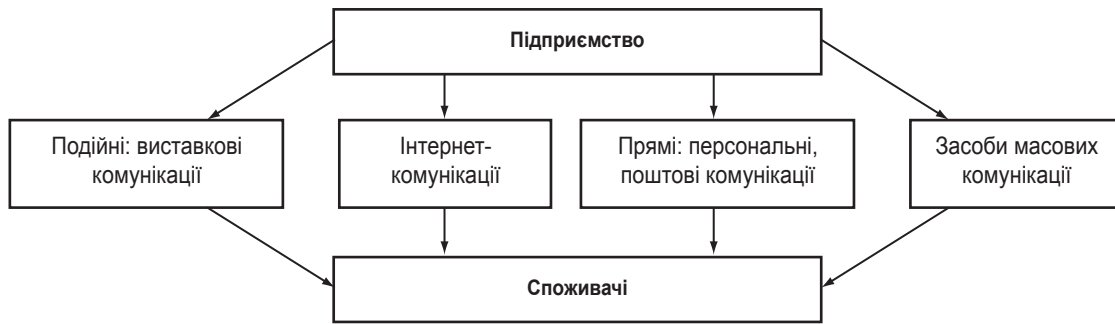 Підприємство
Подійні: виставкові
комунікації
Інтернет-
комунікації
Прямі: персональні,
поштові комунікації
Засоби масових
комунікації
Споживачі